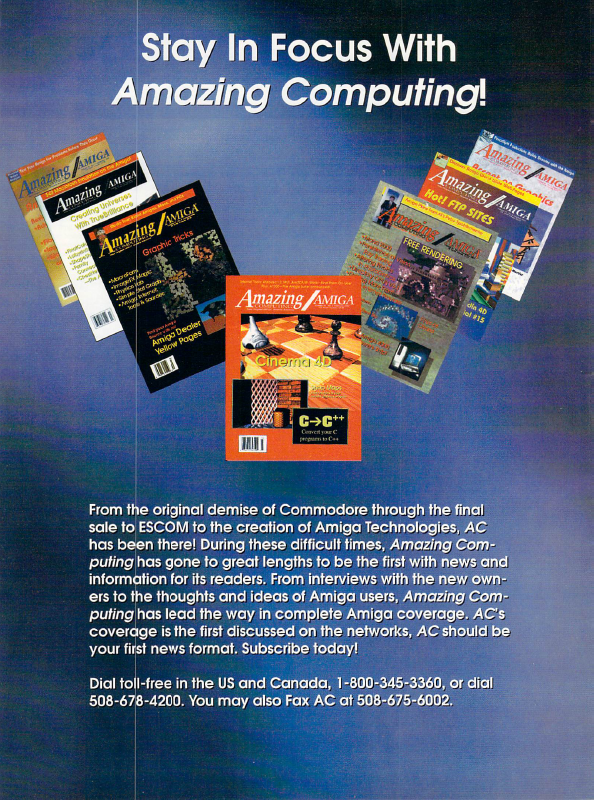 Stay In Focus With
Amazing Computing!
Amazing AMIGA
Amazing /AMIGA
COMPUTING
Creating Universes
With TrueBrilliance
Amazing /AMIGA
Graphic Tricks
Amiga Dealer
Yellow Pages
Amazing /AMIGA
COMPUTING
Cinema 4D
C→C++
Convert your C
programs to C++
Amazing /AMIGA
FREE RENDERING
Amazing /AMIGA
Hot! FTP SITES
Amazing /AMIGA
From the original demise of Commodore through the final
sale to ESCOM to the creation of Amiga Technologies, AC
has been there! During these difficult times, Amazing Com-
puting has gone to great lengths to be the first with news and
information for its readers. From interviews with the new own-
ers to the thoughts and ideas of Amiga users, Amazing Com-
puting has lead the way in complete Amiga coverage. AC's
coverage is the first discussed on the networks, AC should be
your first news format. Subscribe today!
Dial toll-free in the US and Canada, 1-800-345-3360, or dial
508-678-4200. You may also Fax AC at 508-675-6002.